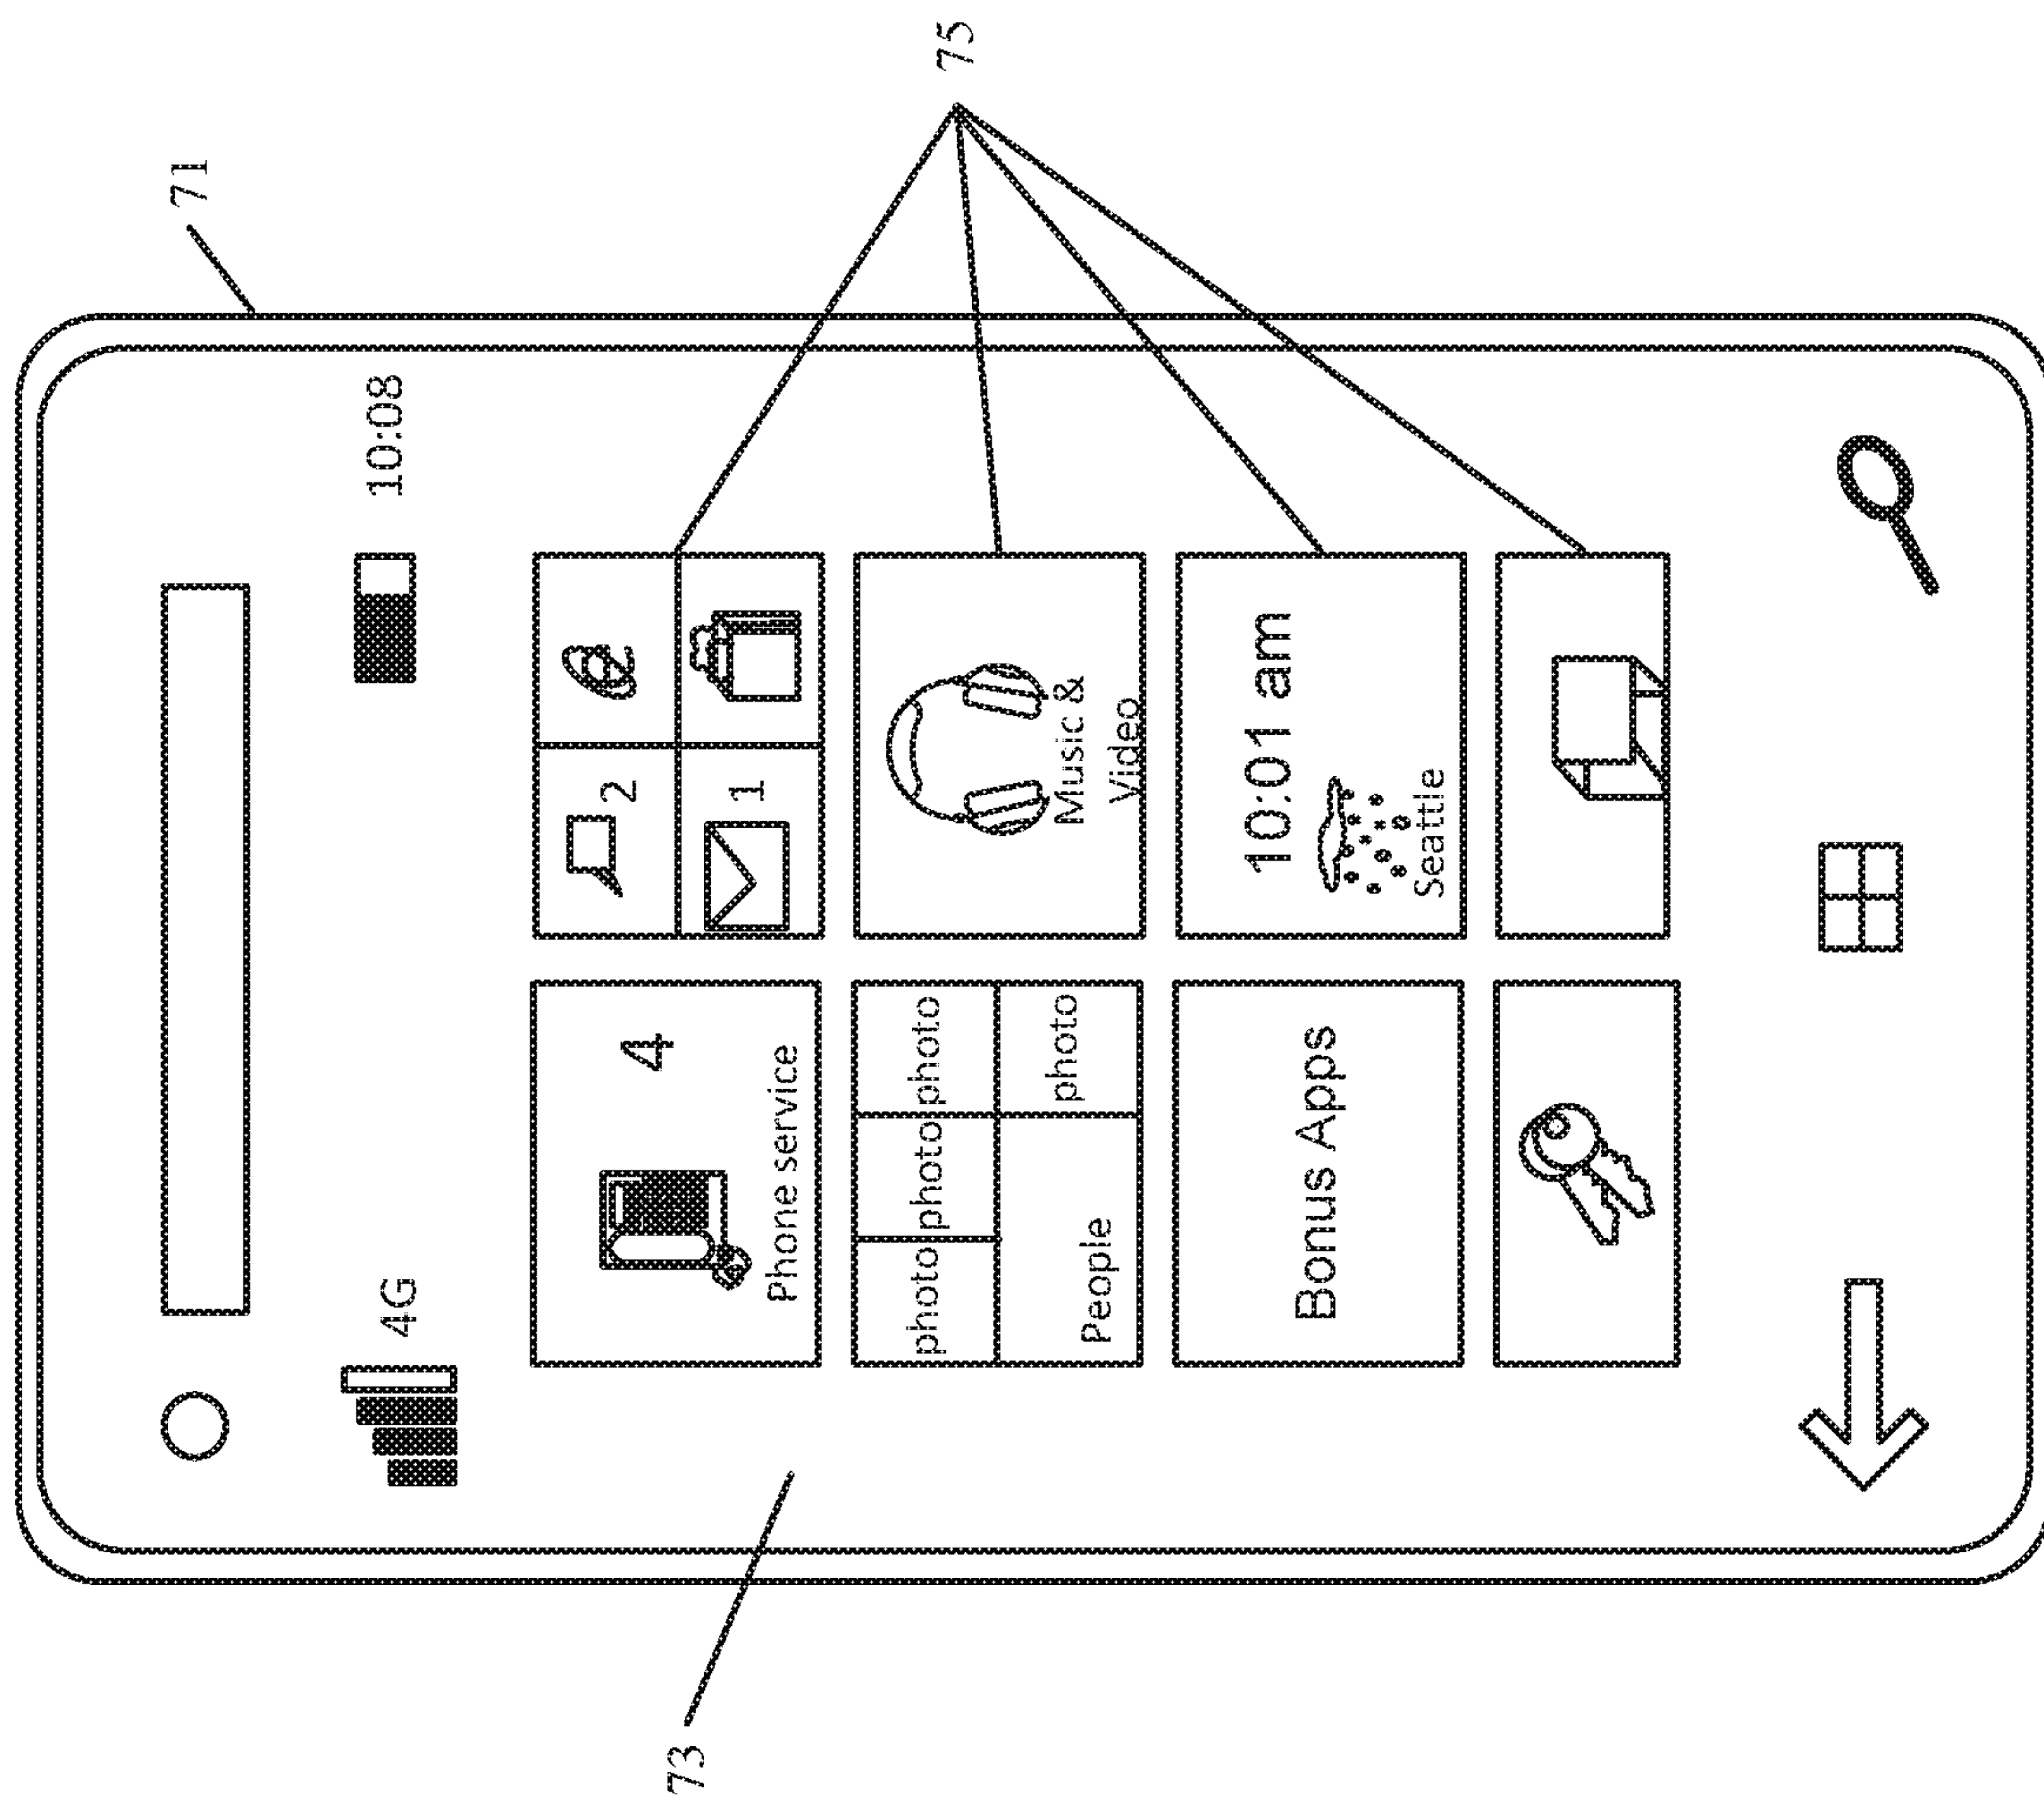 71
4G
10:08
4
2
1
Phone service
75
photo
photo
photo
photo
People
Music &
Video
Bonus Apps
10:01 am
Seattle
73